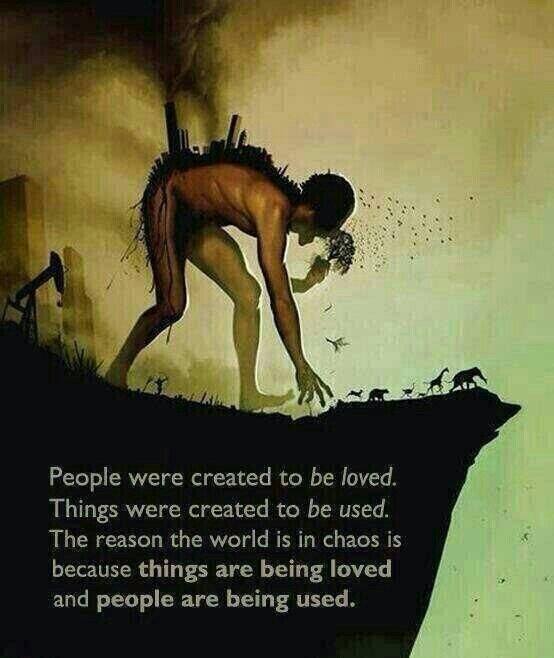 People were created to be loved.
Things were created to be used.
The reason the world is in chaos is
because things are being loved
and people are being used.